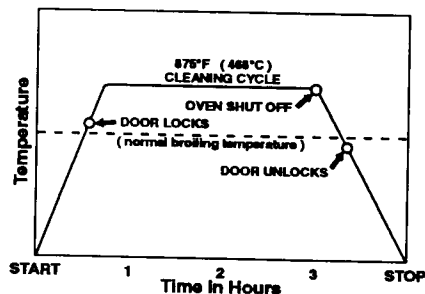 875°F (468°C)
CLEANING CYCLE
OVEN SHUT OFF
DOOR LOCKS
(normal broiling temperature)
DOOR UNLOCKS
Temperature
START 1 2 3 STOP
Time in Hours